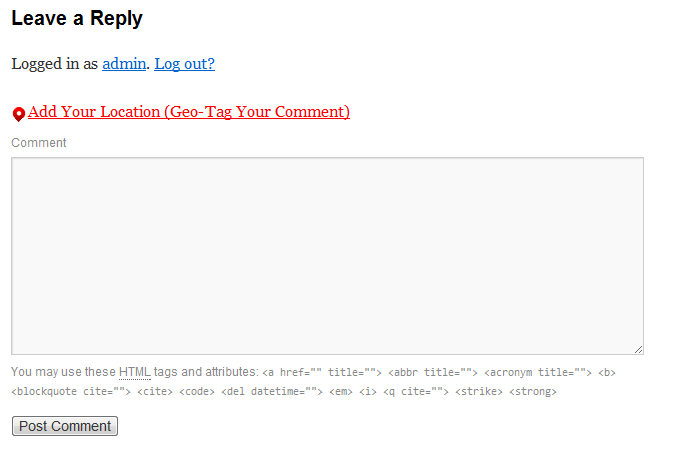 Leave a Reply
Logged in as admin. Log out?
Add Your Location (Geo-Tag Your Comment)
Comment
You may use these HTML tags and attributes: <a href="" title=""> <abbr title=""> <acronym title=""> <b>
<blockquote cite=""> <cite> <code> <del datetime=""> <em> <i> <q cite=""> <strike> <strong>
Post Comment